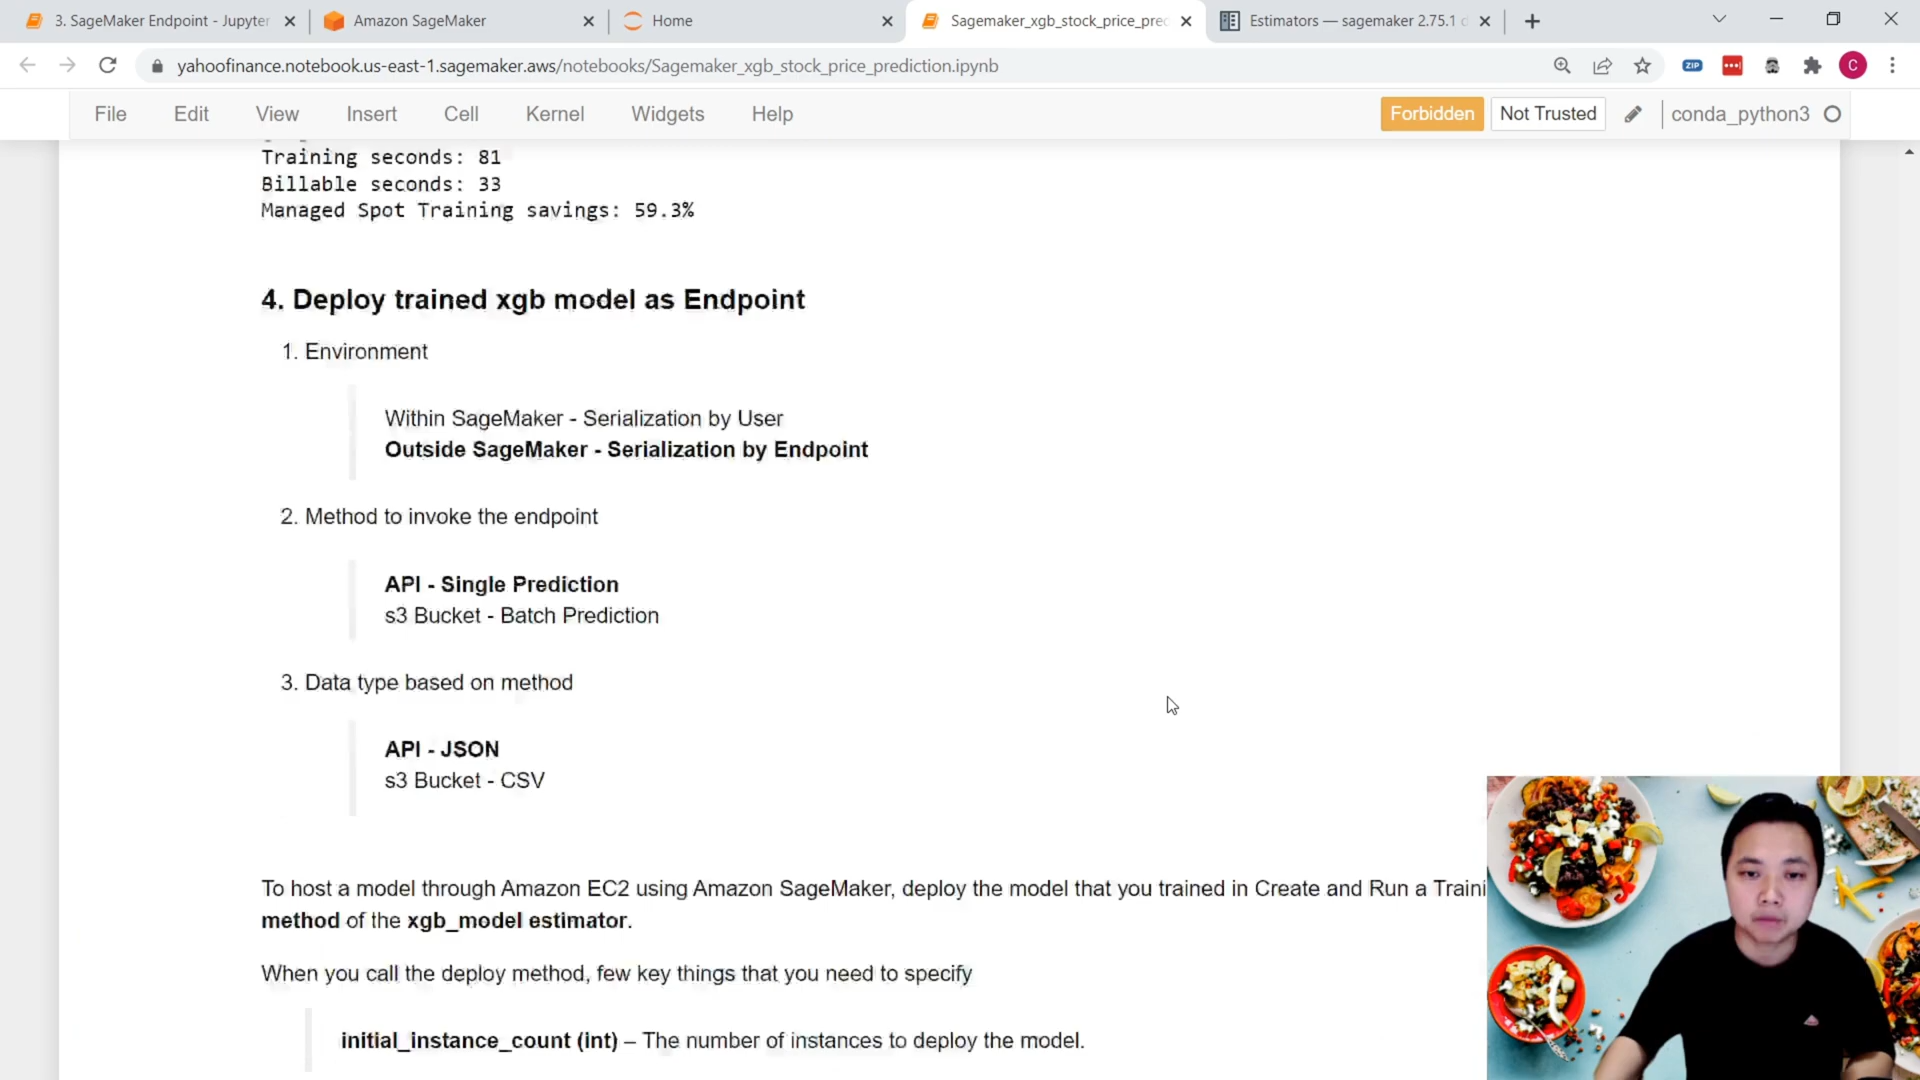 3. SageMaker Endpoint - Jupyter
Amazon SageMaker
Home
Sagemaker_xgb_stock_price_pred
Estimators — sagemaker 2.75.1 d
yahoofinance.notebook.us-east-1.sagemaker.aws/notebooks/Sagemaker_xgb_stock_price_prediction.ipynb
ZIP
C
File Edit View Insert Cell Kernel Widgets Help
Forbidden Not Trusted conda_python3
Training seconds: 81
Billable seconds: 33
Managed Spot Training savings: 59.3%
4. Deploy trained xgb model as Endpoint
1. Environment
Within SageMaker - Serialization by User
Outside SageMaker - Serialization by Endpoint
2. Method to invoke the endpoint
API - Single Prediction
s3 Bucket - Batch Prediction
3. Data type based on method
API - JSON
s3 Bucket - CSV
To host a model through Amazon EC2 using Amazon SageMaker, deploy the model that you trained in Create and Run a Traini
method of the xgb_model estimator.
When you call the deploy method, few key things that you need to specify
initial_instance_count (int) – The number of instances to deploy the model.